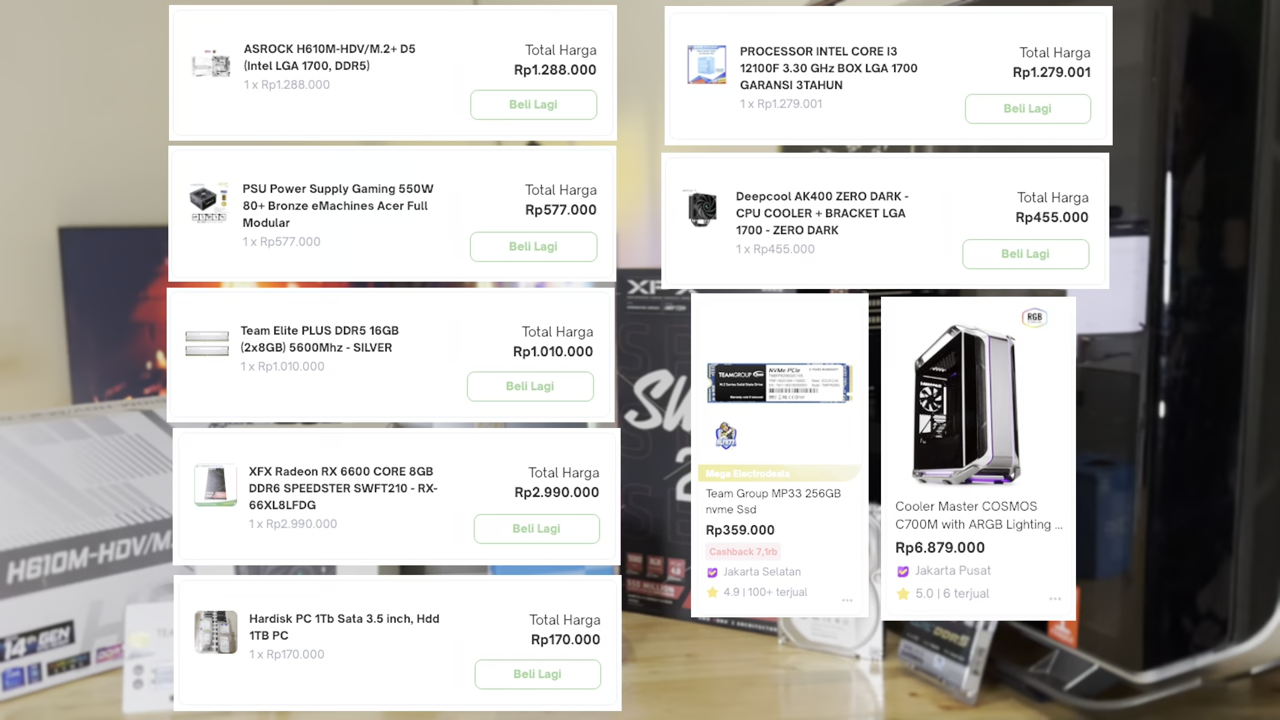 ASROCK H610M-HDV/M.2+ D5
(Intel LGA 1700, DDR5)
1 x Rp1.288.000
Total Harga
Rp1.288.000
Beli Lagi
PSU Power Supply Gaming 550W
80+ Bronze eMachines Acer Full
Modular
1 x Rp577.000
Total Harga
Rp577.000
Beli Lagi
Team Elite PLUS DDR5 16GB
(2x8GB) 5600Mhz - SILVER
1 x Rp1.010.000
Total Harga
Rp1.010.000
Beli Lagi
XFX Radeon RX 6600 CORE 8GB
DDR6 SPEEDSTER SWFT210 - RX-
66XL8LFDG
1 x Rp2.990.000
Total Harga
Rp2.990.000
Beli Lagi
Hardisk PC 1Tb Sata 3.5 inch, Hdd
1TB PC
1 x Rp170.000
Total Harga
Rp170.000
Beli Lagi
PROCESSOR INTEL CORE I3
12100F 3.30 GHz BOX LGA 1700
GARANSI 3TAHUN
1 x Rp1.279.001
Total Harga
Rp1.279.001
Beli Lagi
Deepcool AK400 ZERO DARK -
CPU COOLER + BRACKET LGA
1700 - ZERO DARK
1 x Rp455.000
Total Harga
Rp455.000
Beli Lagi
TEAMGROUP
NVMe PCIe
Mega Electrodeals
Team Group MP33 256GB
nvme Ssd
Rp359.000
Cashback 7,1rb
Jakarta Selatan
4.9 | 100+ terjual
RGB
Cooler Master COSMOS
C700M with ARGB Lighting ...
Rp6.879.000
Jakarta Pusat
5.0 | 6 terjual
H610M-HDV/M.
14th GEN